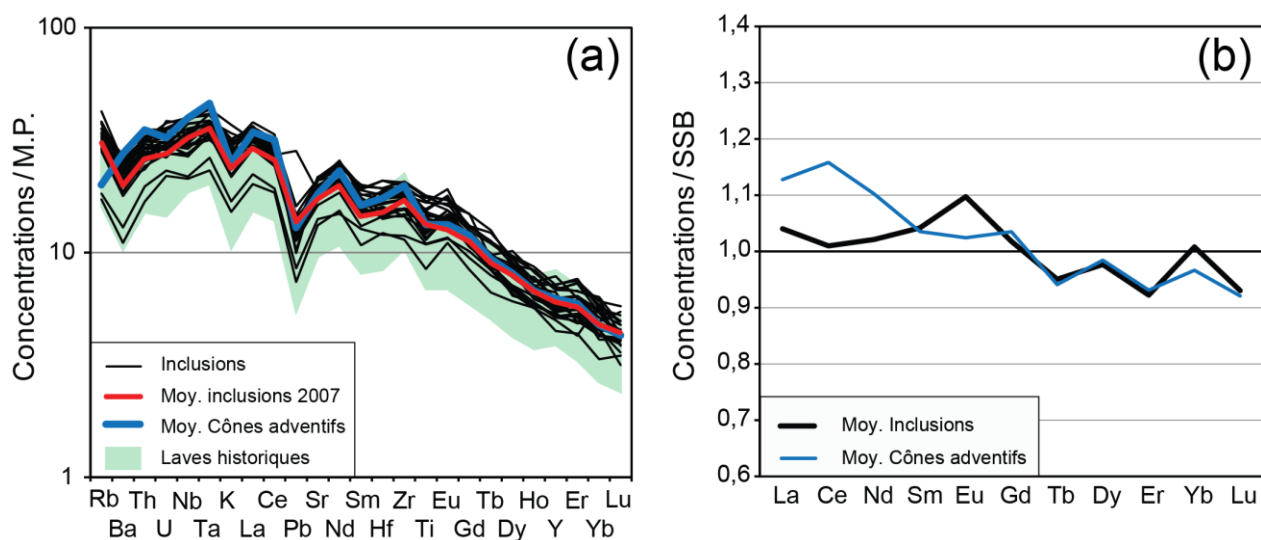 (a)
Concentrations / M.P.
100
10
1
Inclusions
Moy. inclusions 2007
Moy. Cônes adventifs
Laves historiques
Rb Th Nb K Ce Sr Sm Zr Eu Tb Ho Er Lu
Ba U Ta La Pb Nd Hf Ti Gd Dy Y Yb
(b)
Concentrations / SSB
1,4
1,3
1,2
1,1
1,0
0,9
0,8
0,7
0,6
Moy. Inclusions
Moy. Cônes adventifs
La Ce Nd Sm Eu Gd Tb Dy Er Yb Lu